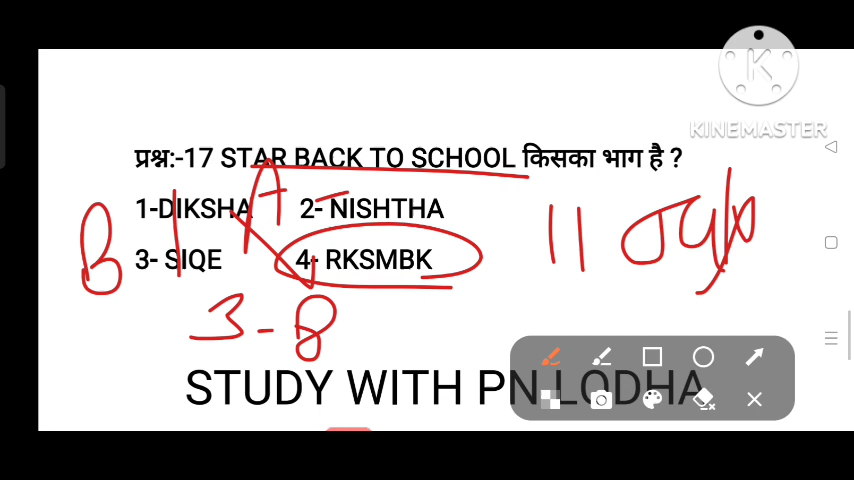 KINEMASTER
प्रश्न:-17 STAR BACK TO SCHOOL किसका भाग है ?
1-DIKSHA 2- NISHTHA
3- SIQE 4- RKSMBK
B A 11
3-8
STUDY WITH PN LODHA